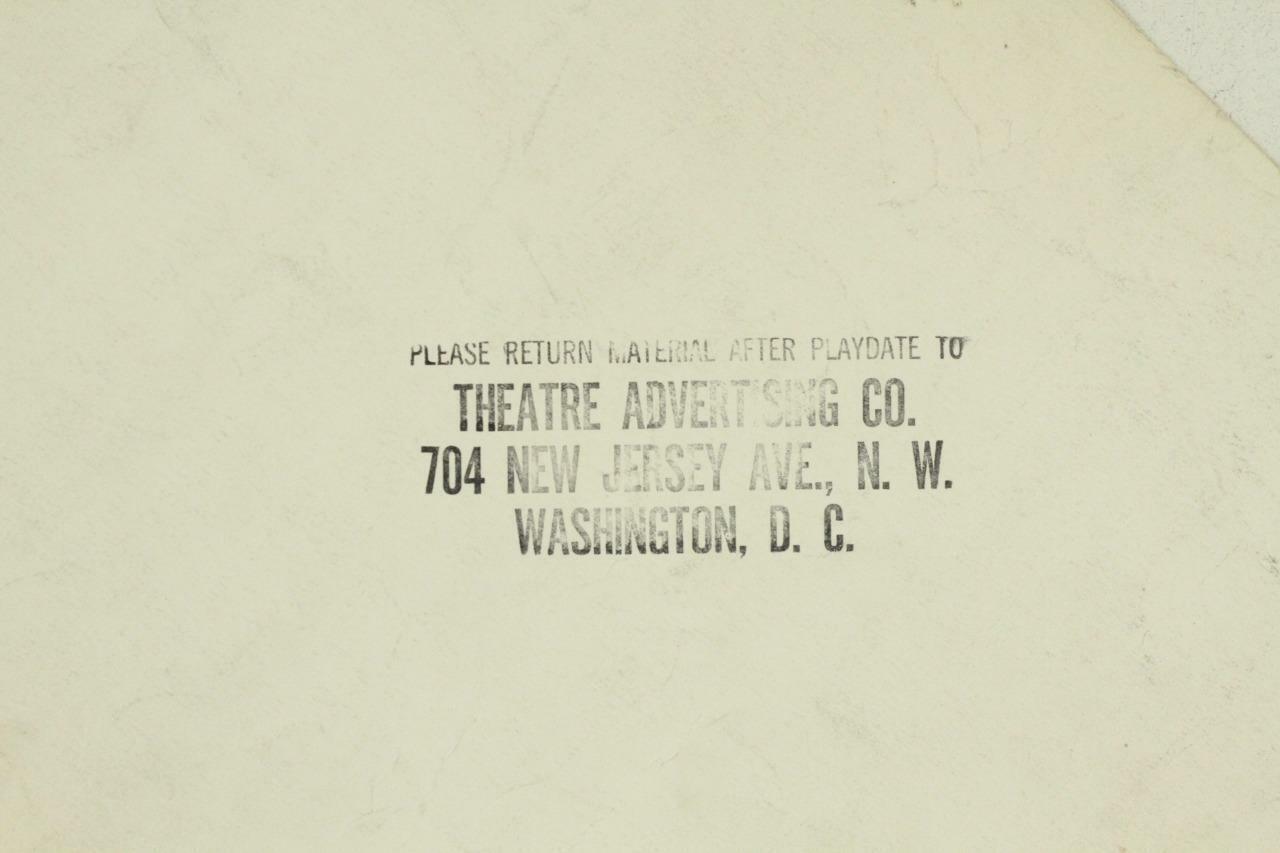 PLEASE RETURN MATERIAL AFTER PLAYDATE TO
THEATRE ADVERTISING CO.
704 NEW JERSEY AVE., N. W.
WASHINGTON, D. C.